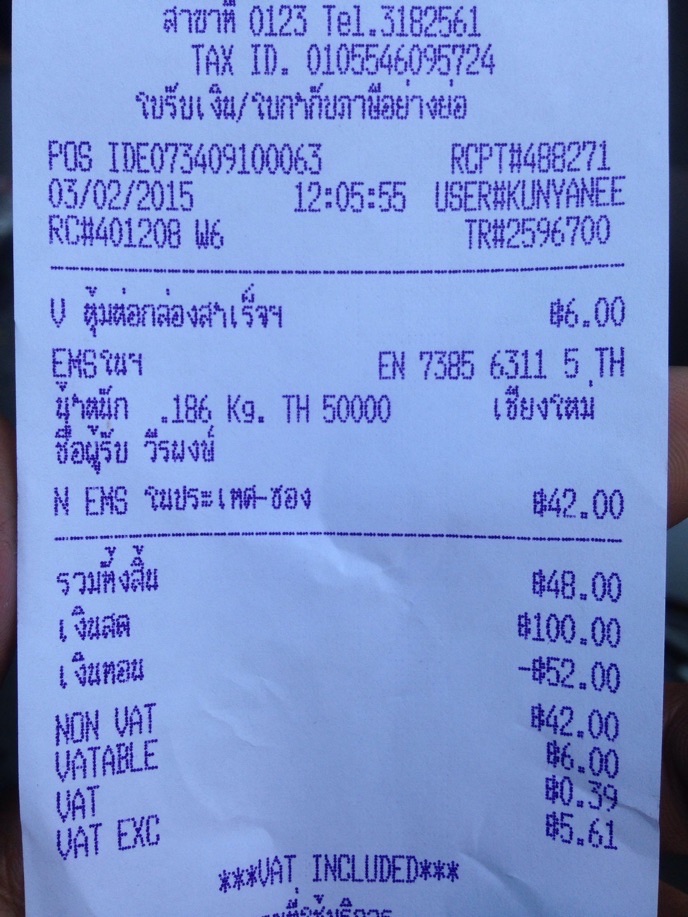 สาขาที่ 0123 Tel.3182561
TAX ID. 0105546095724
ใบรับเงิน/ใบกำกับภาษีอย่างย่อ
POS IDE073409100063 RCPT#488271
03/02/2015 12:05:55 USER#KUNYANEE
RC#401208 W6 TR#2596700
V ตุ้มต่อกล่องสำเร็จฯ ฿6.00
EMSในฯ EN 7385 6311 5 TH
น้ำหนัก .186 Kg. TH 50000 เชียงใหม่
ชื่อผู้รับ วีรพงษ์
N EMS ในประเทศ-ซอง ฿42.00
รวมทั้งสิ้น ฿48.00
เงินสด ฿100.00
เงินทอน -฿52.00
NON VAT ฿42.00
VATABLE ฿6.00
VAT ฿0.39
VAT EXC ฿5.61
***VAT INCLUDED***